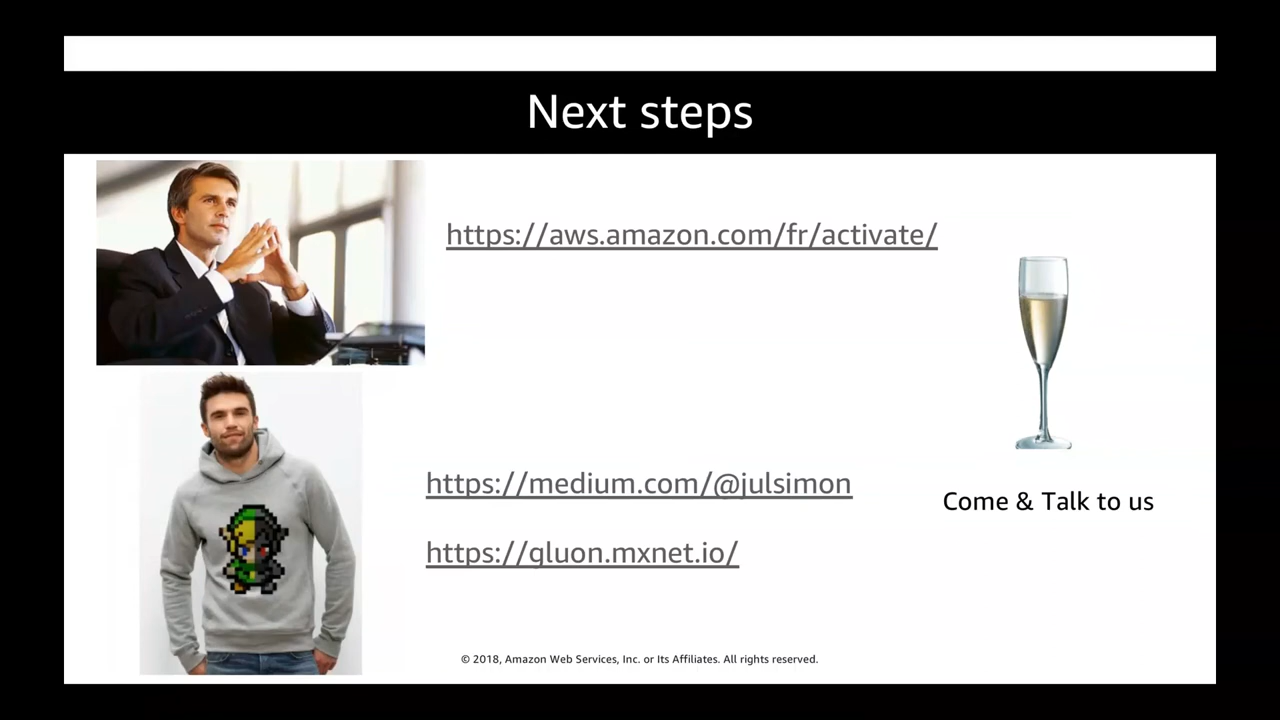 Next steps
https://aws.amazon.com/fr/activate/
https://medium.com/@julsimon
https://gluon.mxnet.io/
Come & Talk to us
© 2018, Amazon Web Services, Inc. or Its Affiliates. All rights reserved.